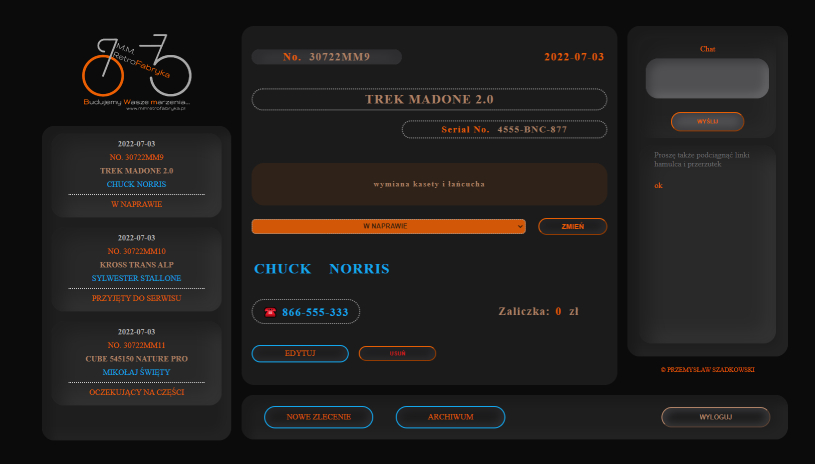 M.M.
RetroFabryka
Budujemy Wasze marzenia...
www.mmretrofabryka.pl
2022-07-03
NO. 30722MM9
TREK MADONE 2.0
CHUCK NORRIS
W NAPRAWIE
2022-07-03
NO. 30722MM10
KROSS TRANS ALP
SYLWESTER STALLONE
PRZYJĘTY DO SERWISU
2022-07-03
NO. 30722MM11
CUBE 545150 NATURE PRO
MIKOŁAJ ŚWIĘTY
OCZEKUJĄCY NA CZĘŚCI
No. 30722MM9
2022-07-03
TREK MADONE 2.0
Serial No. 4555-BNC-877
wymiana kasety i łańcucha
W NAPRAWIE
ZMIEŃ
CHUCK NORRIS
866-555-333
Zaliczka: 0 zł
EDYTUJ
USUŃ
NOWE ZLECENIE
ARCHIWUM
WYLOGUJ
Chat
WYŚLIJ
Proszę także podciągnąć linki
hamulca i przerzutek
ok
© PRZEMYSŁAW SZADKOWSKI